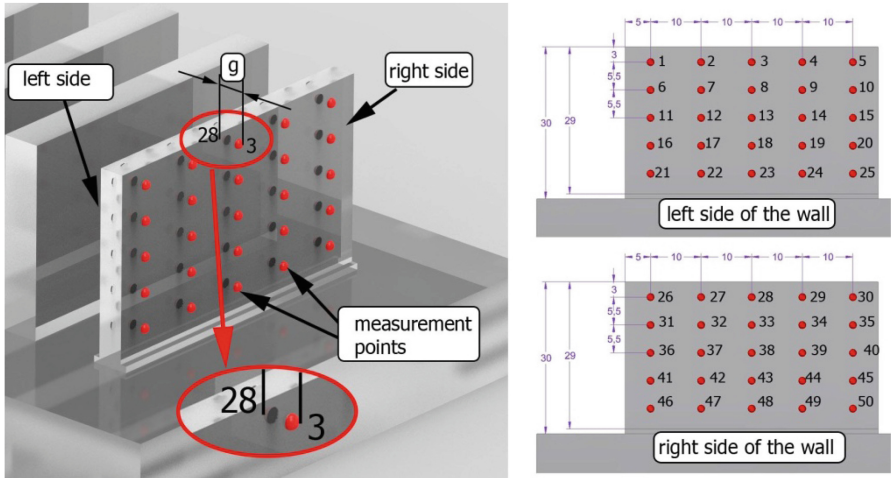 left side
g
right side
28
3
28
3
measurement
points
5
10
10
10
3
5,5
5,5
30
29
1 2 3 4 5
6 7 8 9 10
11 12 13 14 15
16 17 18 19 20
21 22 23 24 25
left side of the wall
5
10
10
10
3
5,5
5,5
30
29
26 27 28 29 30
31 32 33 34 35
36 37 38 39 40
41 42 43 44 45
46 47 48 49 50
right side of the wall